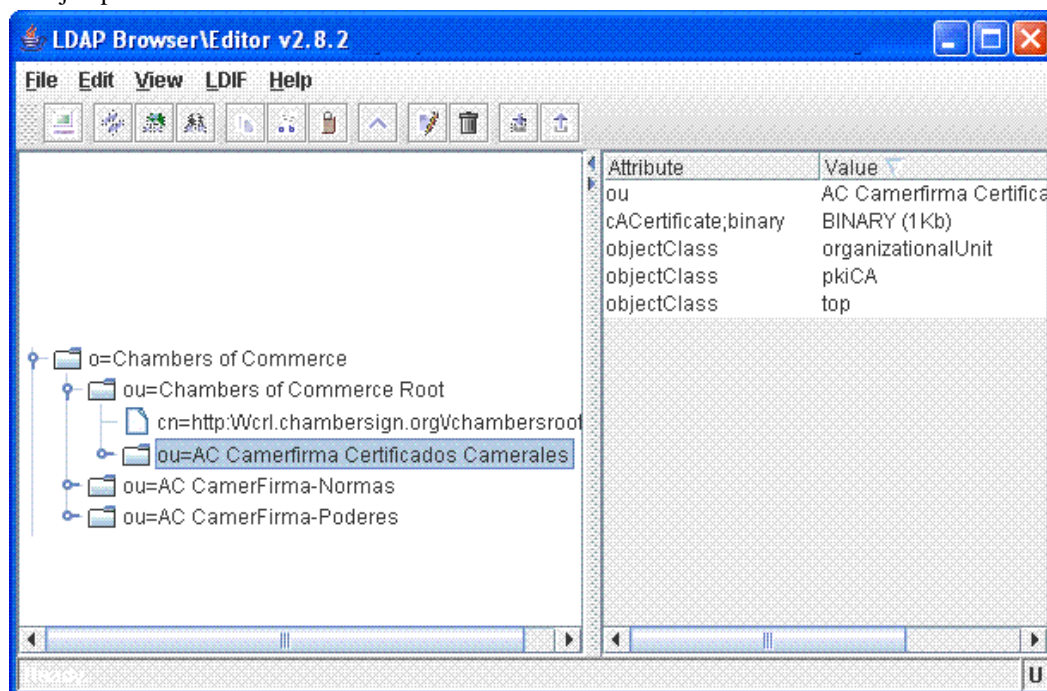 LDAP Browser\Editor v2.8.2
File Edit View LDIF Help
Attribute Value
ou AC Camerfirma Certifica
cACertificate;binary BINARY (1Kb)
objectClass organizationalUnit
objectClass pkiCA
objectClass top
o=Chambers of Commerce
ou=Chambers of Commerce Root
cn=http:\/\/crl.chambersign.org\/chambersroot
ou=AC Camerfirma Certificados Camerales
ou=AC CamerFirma-Normas
ou=AC CamerFirma-Poderes
Ready.
U